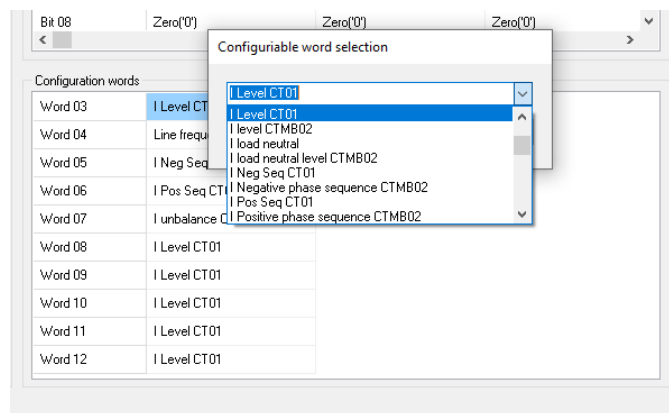 Bit 08 Zero('0') Zero('0') Zero('0')
Configuriable word selection
I Level CT01
I Level CT01
I level CTMB02
I load neutral
I load neutral level CTMB02
I Neg Seq CT01
I Negative phase sequence CTMB02
I Pos Seq CT01
I Positive phase sequence CTMB02
Configuration words
Word 03 I Level CT
Word 04 Line frequ
Word 05 I Neg Seq
Word 06 I Pos Seq CT
Word 07 I unbalance C
Word 08 I Level CT01
Word 09 I Level CT01
Word 10 I Level CT01
Word 11 I Level CT01
Word 12 I Level CT01